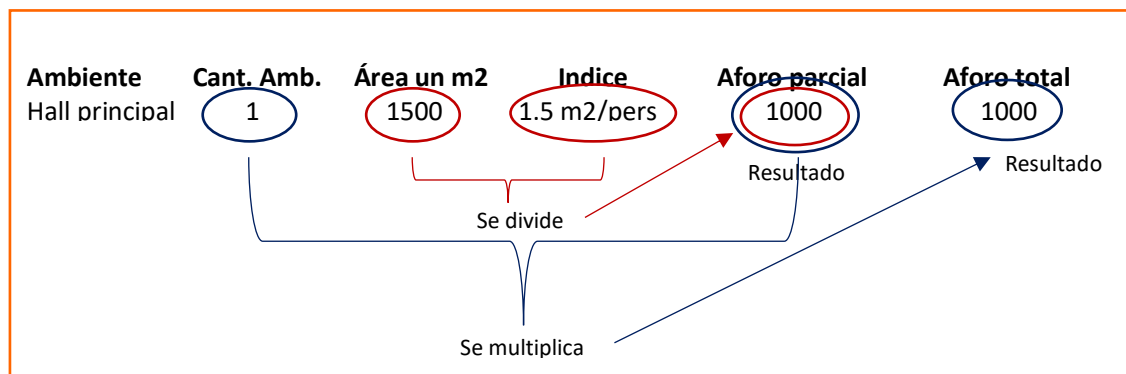 Ambiente Cant. Amb. Área un m2 Indice Aforo parcial Aforo total
Hall principal 1 1500 1.5 m2/pers 1000 1000
Resultado Resultado
Se divide
Se multiplica